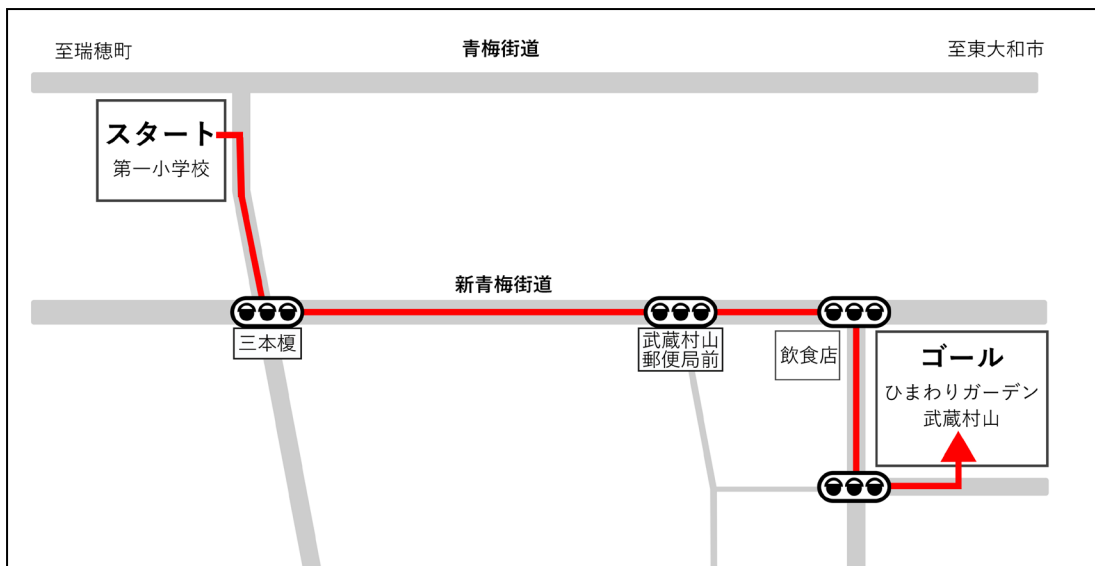 至瑞穂町
青梅街道
至東大和市
スタート
第一小学校
新青梅街道
三本榎
武蔵村山
郵便局前
飲食店
ゴール
ひまわりガーデン
武蔵村山